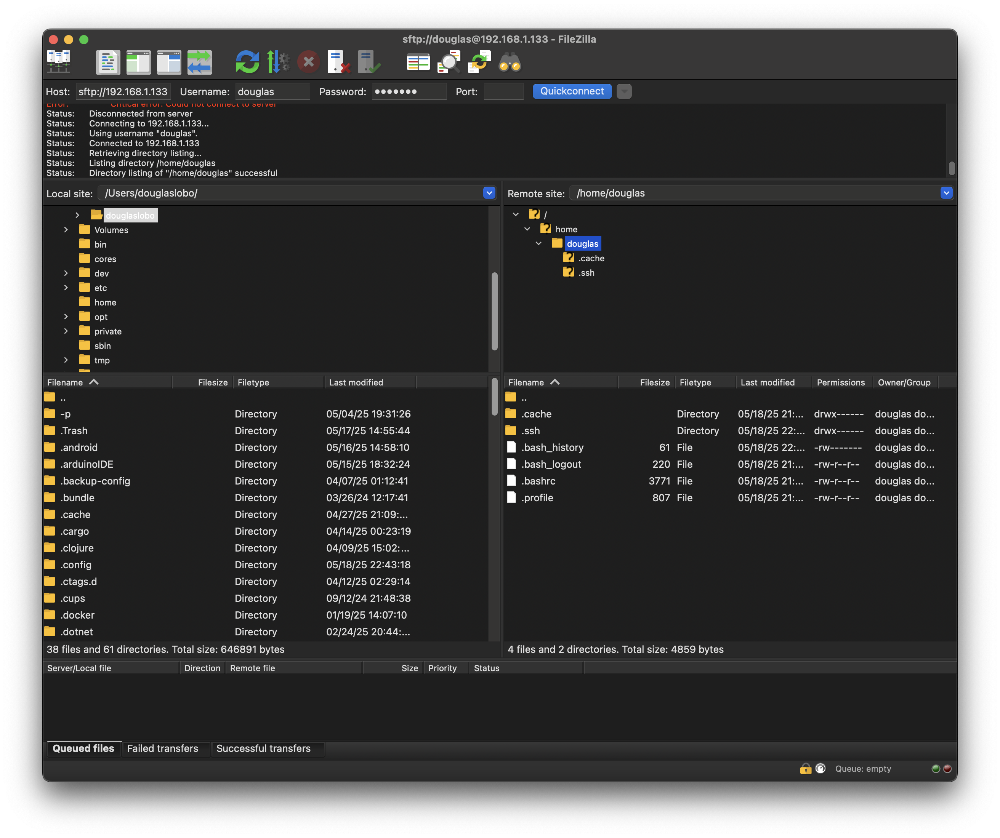 sftp://douglas@192.168.1.133 - FileZilla
Host: sftp://192.168.1.133 Username: douglas Password: ●●●●●●● Port: Quickconnect
Error: Critical error: Could not connect to server
Status: Disconnected from server
Status: Connecting to 192.168.1.133...
Status: Using username "douglas".
Status: Connected to 192.168.1.133
Status: Retrieving directory listing...
Status: Listing directory /home/douglas
Status: Directory listing of "/home/douglas" successful
Local site: /Users/douglaslobo/
douglaslobo
Volumes
bin
cores
dev
etc
home
opt
private
sbin
tmp
Filename Filesize Filetype Last modified
..
-p Directory 05/04/25 19:31:26
.Trash Directory 05/17/25 14:55:44
.android Directory 05/16/25 14:58:10
.arduinoIDE Directory 05/15/25 18:32:24
.backup-config Directory 04/07/25 01:12:41
.bundle Directory 03/26/24 12:17:41
.cache Directory 04/27/25 21:09:...
.cargo Directory 04/14/25 00:23:19
.clojure Directory 04/09/25 15:02:...
.config Directory 05/18/25 22:43:18
.ctags.d Directory 04/12/25 02:29:14
.cups Directory 09/12/24 21:48:38
.docker Directory 01/19/25 14:07:10
.dotnet Directory 02/24/25 20:44:...
38 files and 61 directories. Total size: 646891 bytes
Remote site: /home/douglas
/
home
douglas
.cache
.ssh
Filename Filesize Filetype Last modified Permissions Owner/Group
..
.cache Directory 05/18/25 21:... drwx------ douglas do...
.ssh Directory 05/18/25 22:... drwx------ douglas do...
.bash_history 61 File 05/18/25 22:... -rw------- douglas do...
.bash_logout 220 File 05/18/25 21:... -rw-r--r-- douglas do...
.bashrc 3771 File 05/18/25 21:... -rw-r--r-- douglas do...
.profile 807 File 05/18/25 21:... -rw-r--r-- douglas do...
4 files and 2 directories. Total size: 4859 bytes
Server/Local file Direction Remote file Size Priority Status
Queued files Failed transfers Successful transfers
Queue: empty